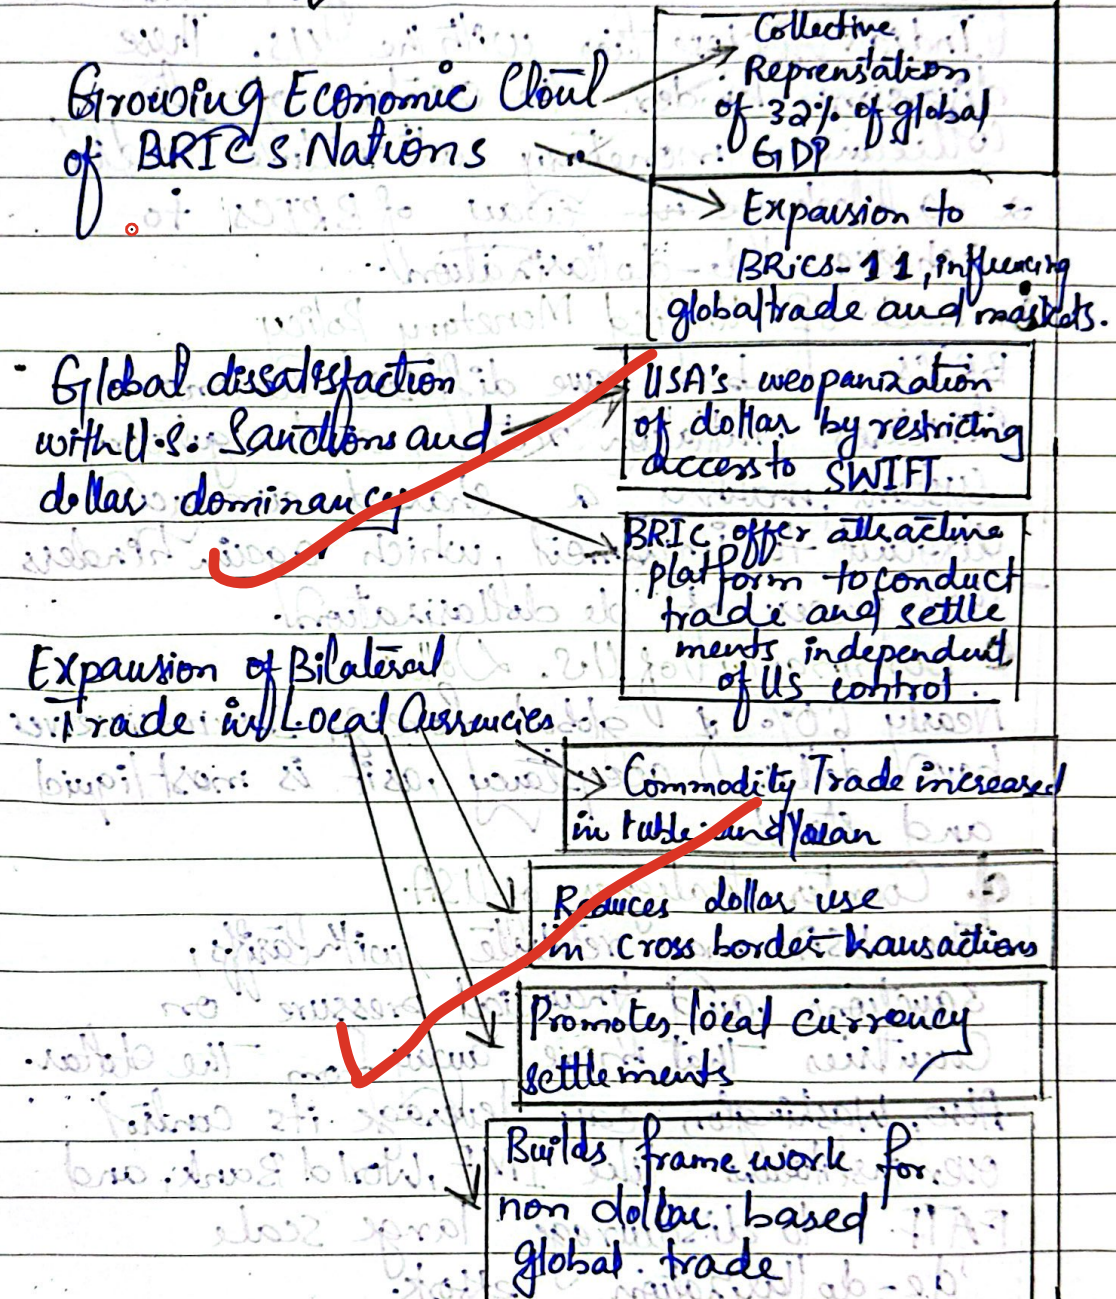 Growing Economic Clout
of BRICS Nations
Collective
Reprenstation
of 32% of global
GDP
Expansion to
BRICS-11, influencing
global trade and markets.
Global dissatisfaction
with U.S. Sanctions and
dollar dominancy
USA's weopanization
of dollar by restricting
access to SWIFT.
BRIC offer attractive
platform to conduct
trade and settle
ments independent
of US control.
Expansion of Bilateral
Trade in Local Currencies
Commodity Trade increased
in ruble and Yuan
Reduces dollar use
in cross border transactions
Promotes local currency
settlements
Builds frame work for
non dollar based
global trade